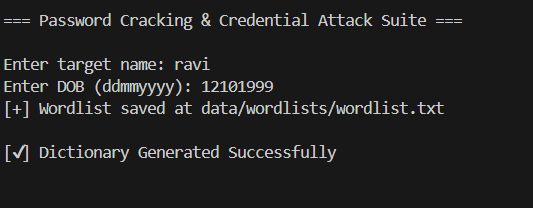 === Password Cracking & Credential Attack Suite ===
Enter target name: ravi
Enter DOB (ddmmyyyy): 12101999
[+] Wordlist saved at data/wordlists/wordlist.txt
[✔] Dictionary Generated Successfully